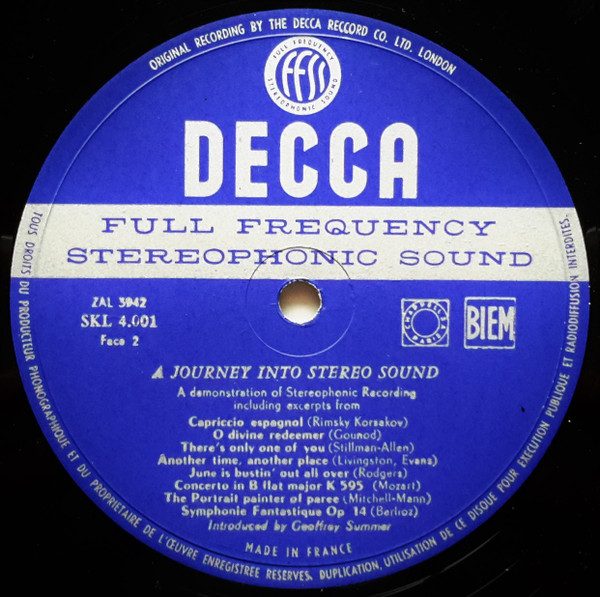 ORIGINAL RECORDING BY THE DECCA RECCORD CO. LTD. LONDON
FULL FREQUENCY
ffss
STEREOPHONIC SOUND
DECCA
FULL FREQUENCY
STEREOPHONIC SOUND
ZAL 3942
SKL 4.001
Face 2
CHAPPELL S.A.
PARIS
BIEM
A JOURNEY INTO STEREO SOUND
A demonstration of Stereophonic Recording
including excerpts from
Capriccio espagnol (Rimsky Korsakov)
O divine redeemer (Gounod)
There's only one of you (Stillman-Allen)
Another time, another place (Livingston, Evans)
June is bustin' out all over (Rodgers)
Concerto in B flat major K 595 (Mozart)
The Portrait painter of paree (Mitchell-Mann)
Symphonie Fantastique Op 14 (Berlioz)
Introduced by Geoffrey Summer
MADE IN FRANCE
TOUS DROITS DU PRODUCTEUR PHONOGRAPHIQUE ET DU PROPRIETAIRE DE L'ŒUVRE ENREGISTREE RESERVES. DUPLICATION, UTILISATION DE CE DISQUE POUR EXECUTION PUBLIQUE ET RADIODIFFUSION INTERDITES.